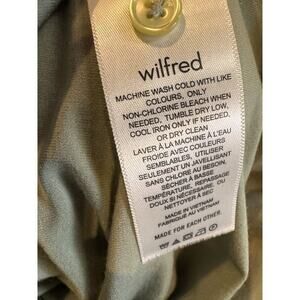 wilfred
MACHINE WASH COLD WITH LIKE
COLOURS, ONLY
NON-CHLORINE BLEACH WHEN
NEEDED, TUMBLE DRY LOW,
COOL IRON ONLY IF NEEDED,
OR DRY CLEAN
LAVER À LA MACHINE À L'EAU
FROIDE AVEC COULEURS
SEMBLABLES, UTILISER
SEULEMENT UN JAVELLISANT
SANS CHLORE AU BESOIN,
SÉCHER À BASSE
TEMPÉRATURE, REPASSAGE
DOUX SI NÉCESSAIRE, OU
NETTOYER À SEC
MADE IN VIETNAM
FABRIQUÉ AU VIETNAM
MADE FOR EACH OTHER.